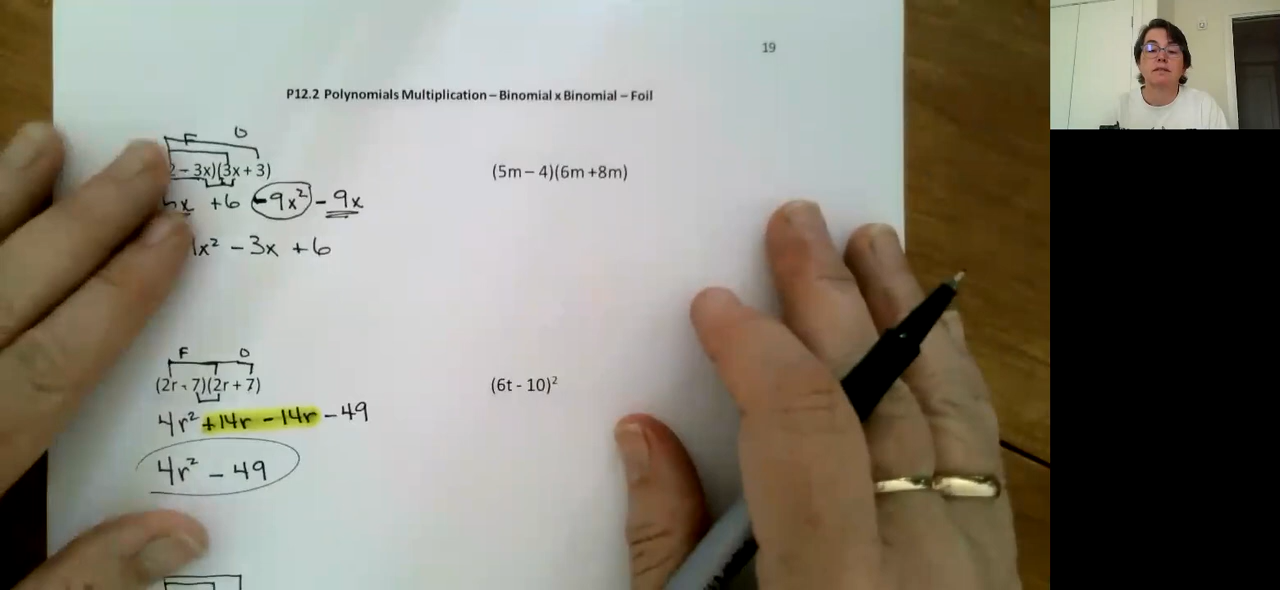 19
P12.2 Polynomials Multiplication – Binomial x Binomial – Foil
F O
2 – 3x)(3x + 3)
(5m – 4)(6m +8m)
x +6 -9x² - 9x
x² - 3x + 6
F O
(2r - 7)(2r + 7)
(6t - 10)²
4r² +14r - 14r - 49
4r² - 49